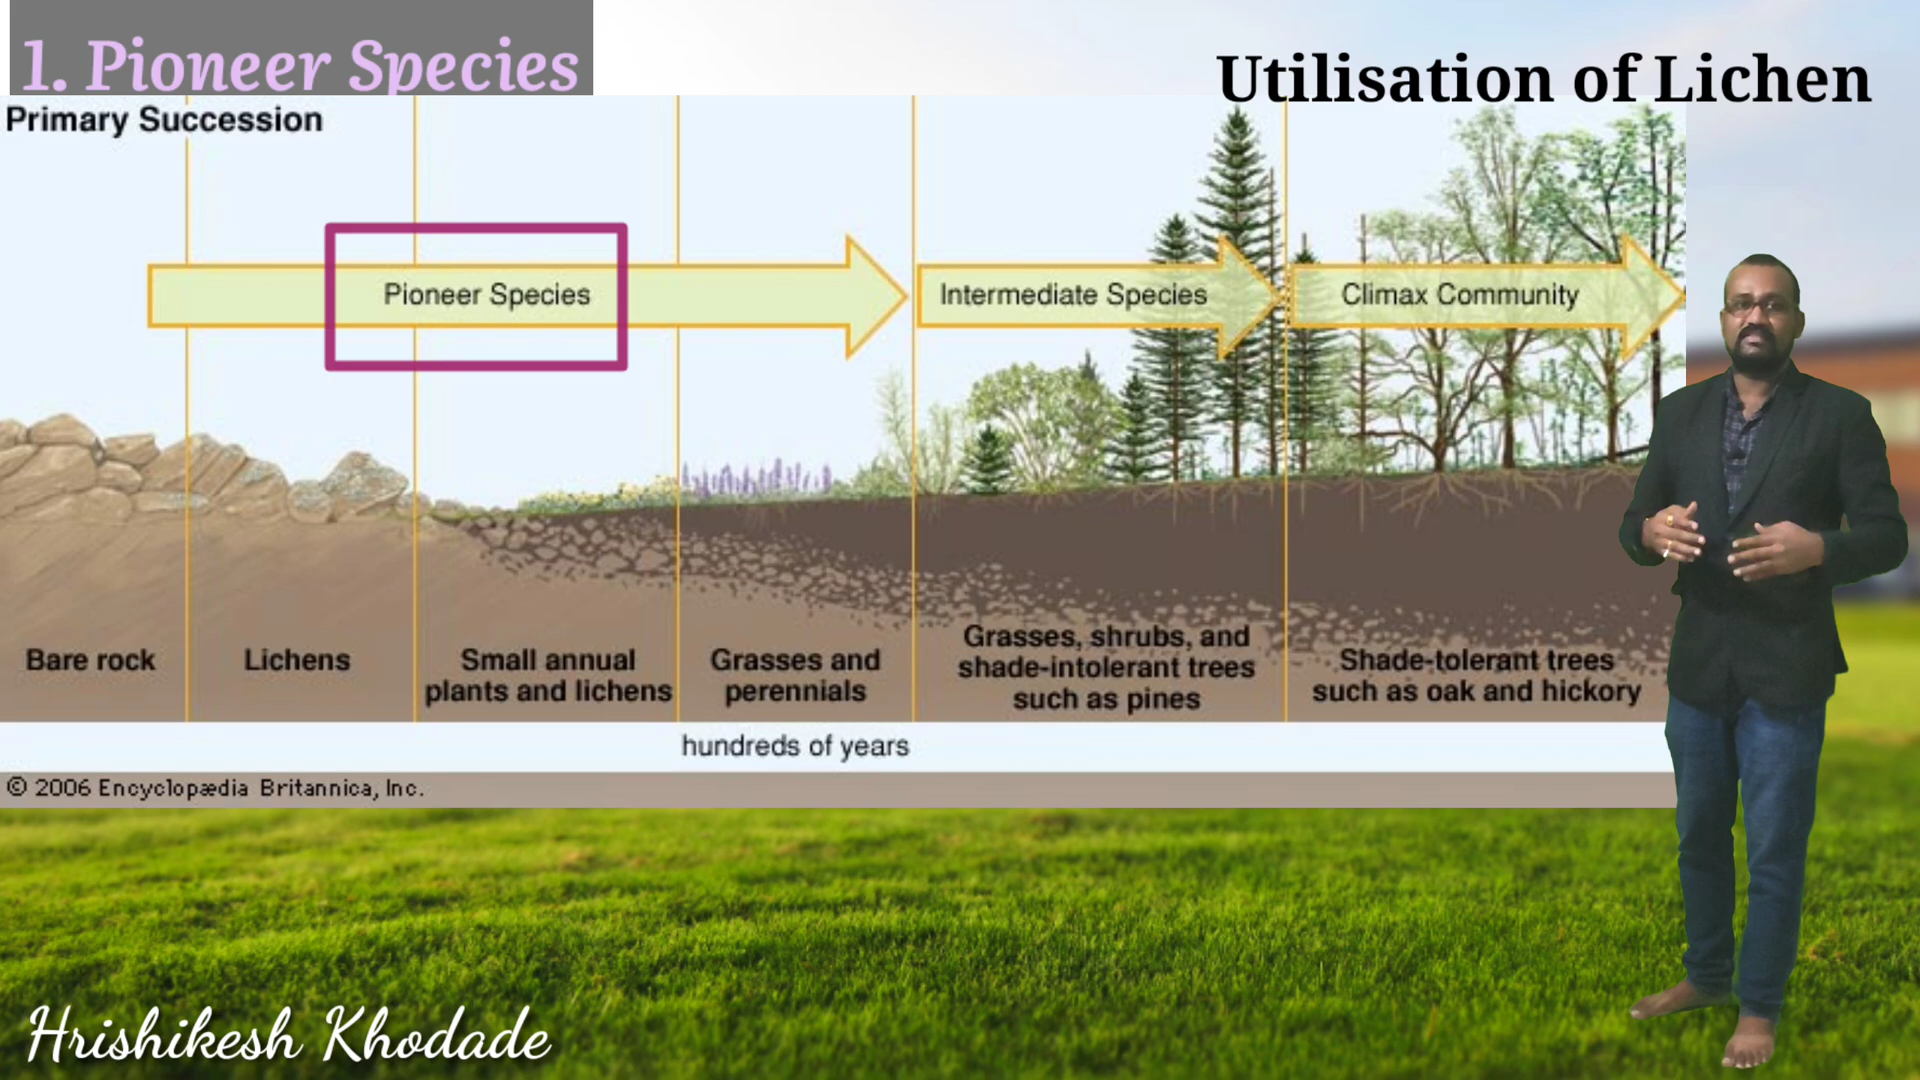 1. Pioneer Species
Utilisation of Lichen
Primary Succession
Pioneer Species
Intermediate Species
Climax Community
Bare rock
Lichens
Small annual
plants and lichens
Grasses and
perennials
Grasses, shrubs, and
shade-intolerant trees
such as pines
Shade-tolerant trees
such as oak and hickory
hundreds of years
© 2006 Encyclopædia Britannica, Inc.
Hrishikesh Khodade